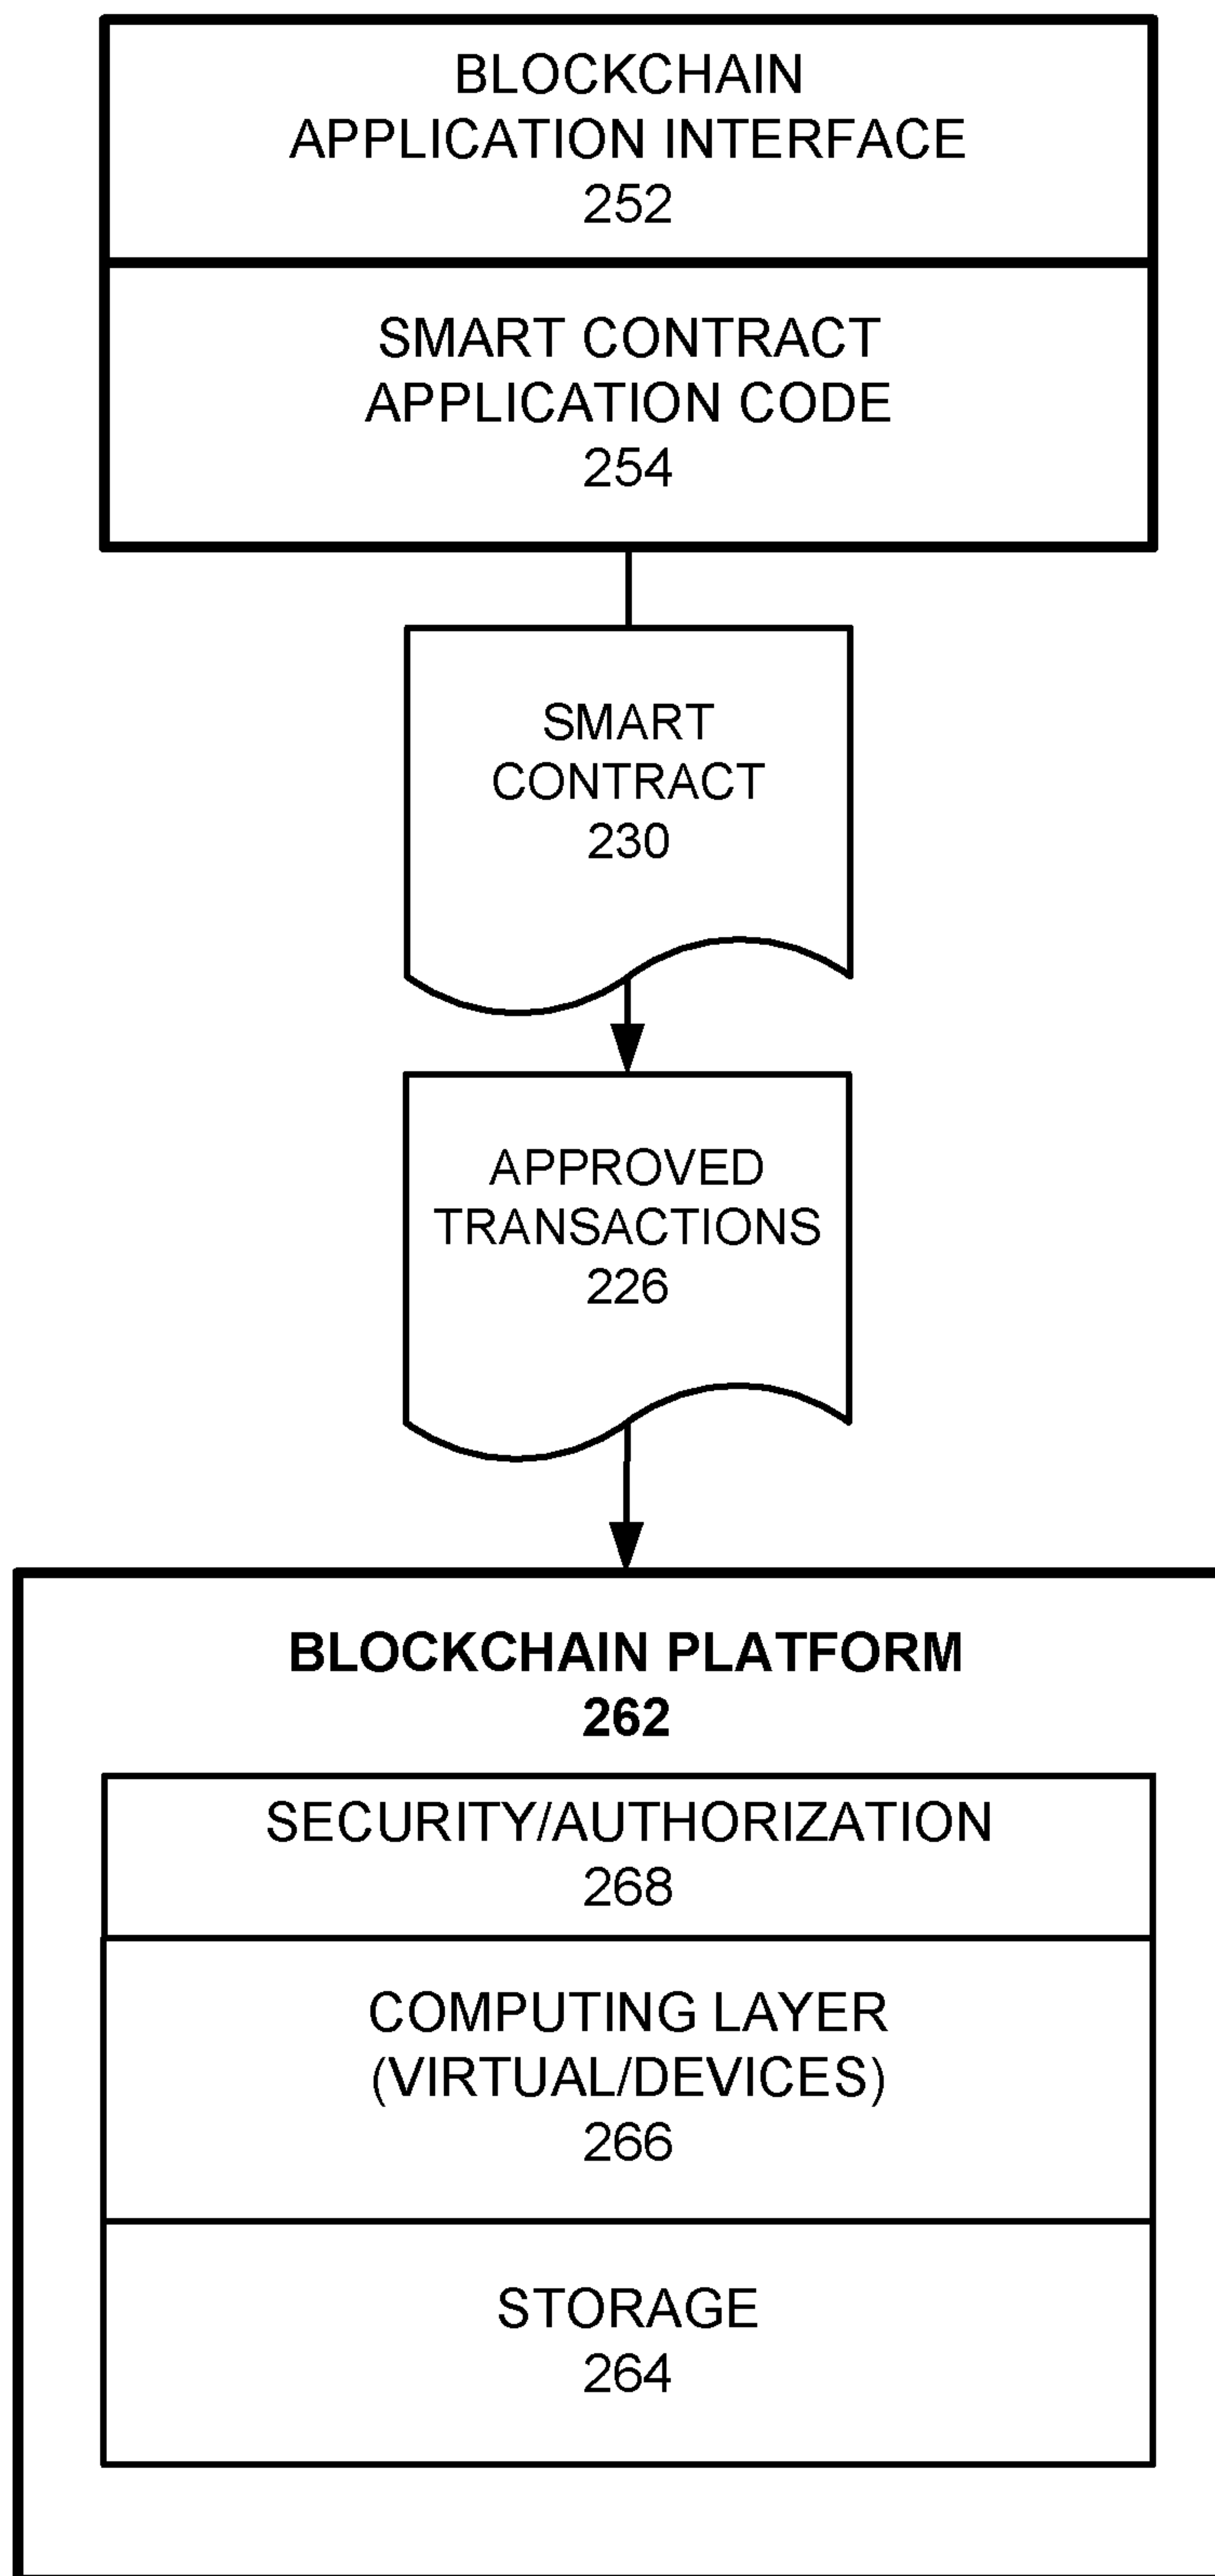 BLOCKCHAIN
APPLICATION INTERFACE
252
SMART CONTRACT
APPLICATION CODE
254
SMART
CONTRACT
230
APPROVED
TRANSACTIONS
226
BLOCKCHAIN PLATFORM
262
SECURITY/AUTHORIZATION
268
COMPUTING LAYER
(VIRTUAL/DEVICES)
266
STORAGE
264